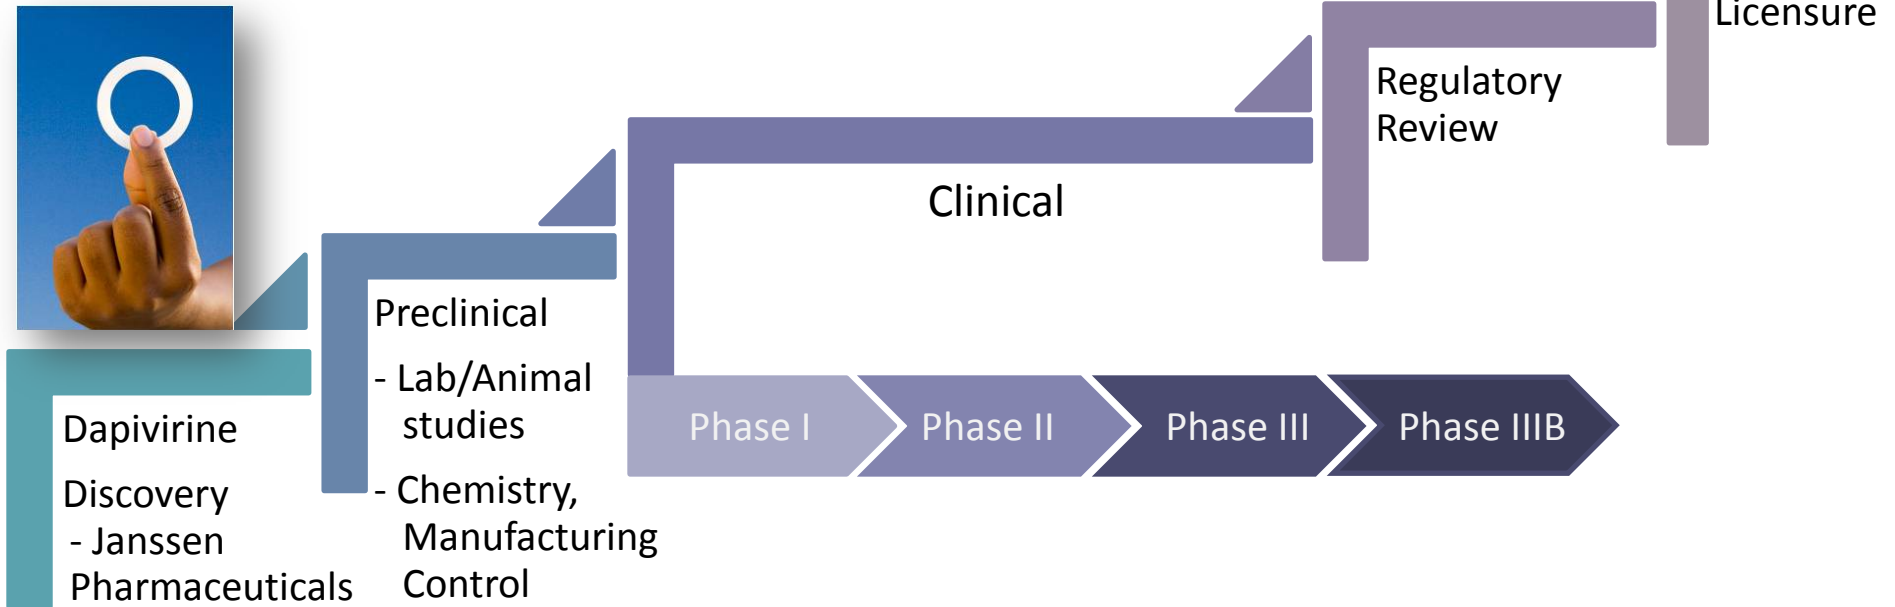 Dapivirine
Discovery
- Janssen
Pharmaceuticals
Preclinical
- Lab/Animal
studies
- Chemistry,
Manufacturing
Control
Clinical
Phase I
Phase II
Phase III
Phase IIIB
Regulatory
Review
Licensure